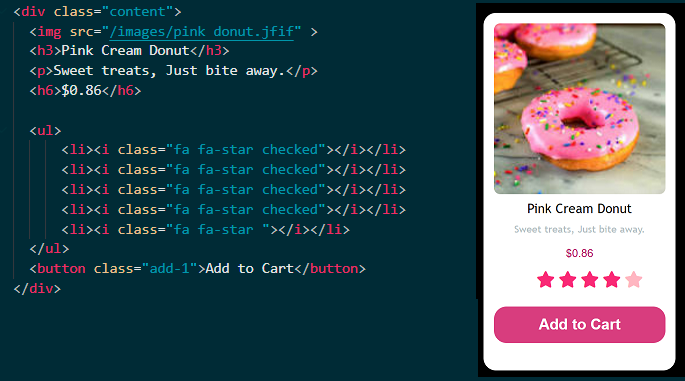 <div class="content">
<img src="/images/pink donut.jfif" >
<h3>Pink Cream Donut</h3>
<p>Sweet treats, Just bite away.</p>
<h6>$0.86</h6>
<ul>
<li><i class="fa fa-star checked"></i></li>
<li><i class="fa fa-star checked"></i></li>
<li><i class="fa fa-star checked"></i></li>
<li><i class="fa fa-star checked"></i></li>
<li><i class="fa fa-star "></i></li>
</ul>
<button class="add-1">Add to Cart</button>
</div>
Pink Cream Donut
Sweet treats, Just bite away.
$0.86
Add to Cart